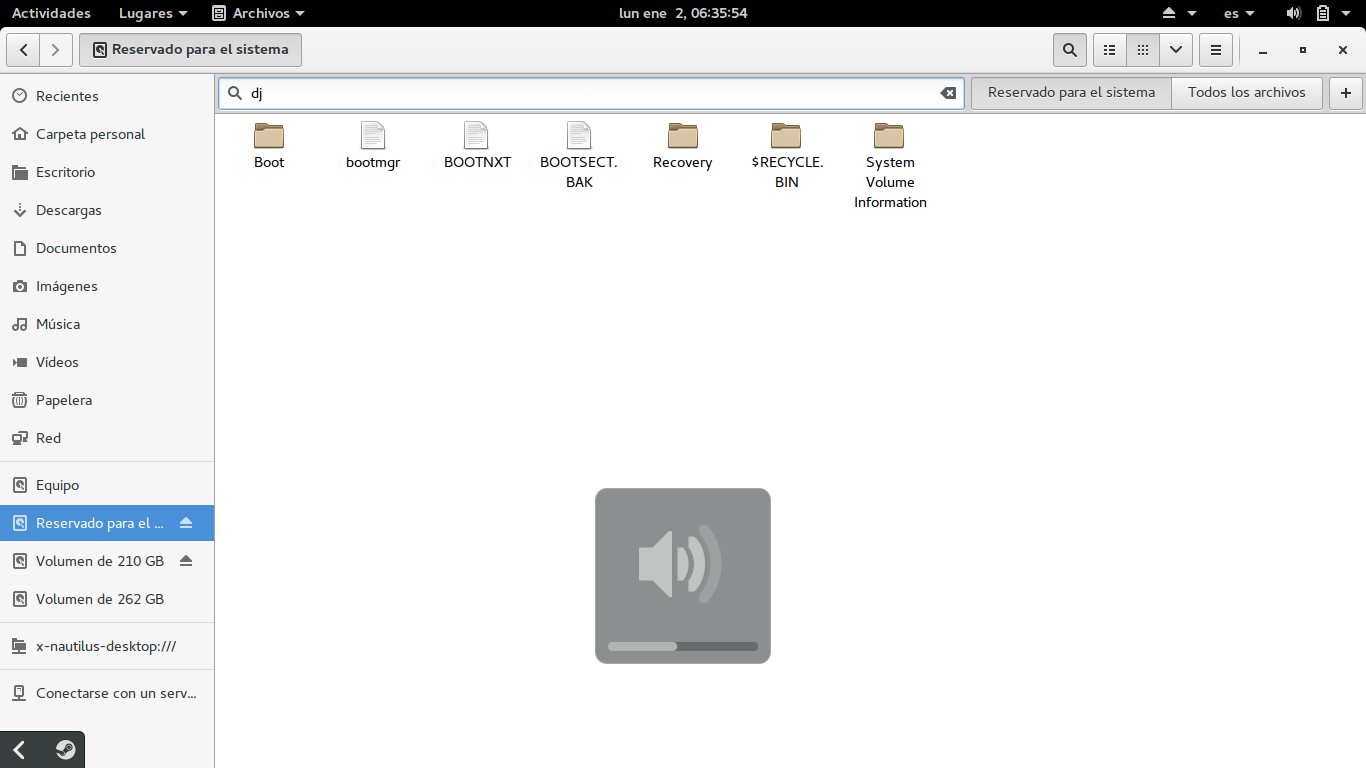 Actividades
Lugares
Archivos
lun ene 2, 06:35:54
es
Reservado para el sistema
dj
Reservado para el sistema
Todos los archivos
Recientes
Carpeta personal
Escritorio
Descargas
Documentos
Imágenes
Música
Vídeos
Papelera
Red
Equipo
Reservado para el ...
Volumen de 210 GB
Volumen de 262 GB
x-nautilus-desktop:///
Conectarse con un serv...
Boot
bootmgr
BOOTNXT
BOOTSECT.
BAK
Recovery
$RECYCLE.
BIN
System
Volume
Information